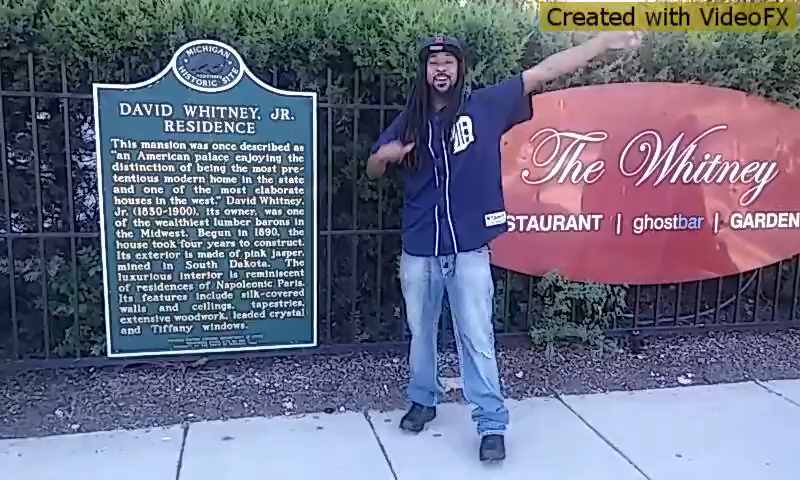 Created with VideoFX
MICHIGAN
HISTORIC SITE
DAVID WHITNEY, JR.
RESIDENCE
This mansion was once described as
"an American palace enjoying the
distinction of being the most pre-
tentious modern home in the state
and one of the most elaborate
houses in the west." David Whitney,
Jr. (1830-1900), its owner, was one
of the wealthiest lumber barons in
the Midwest. Begun in 1890, the
house took four years to construct.
Its exterior is made of pink jasper,
mined in South Dakota. The
luxurious interior is reminiscent
of residences of Napoleonic Paris.
Its features include silk-covered
walls and ceilings, tapestries,
extensive woodwork, leaded crystal
and Tiffany windows.
D
The Whitney
STAURANT | ghostbar | GARDEN